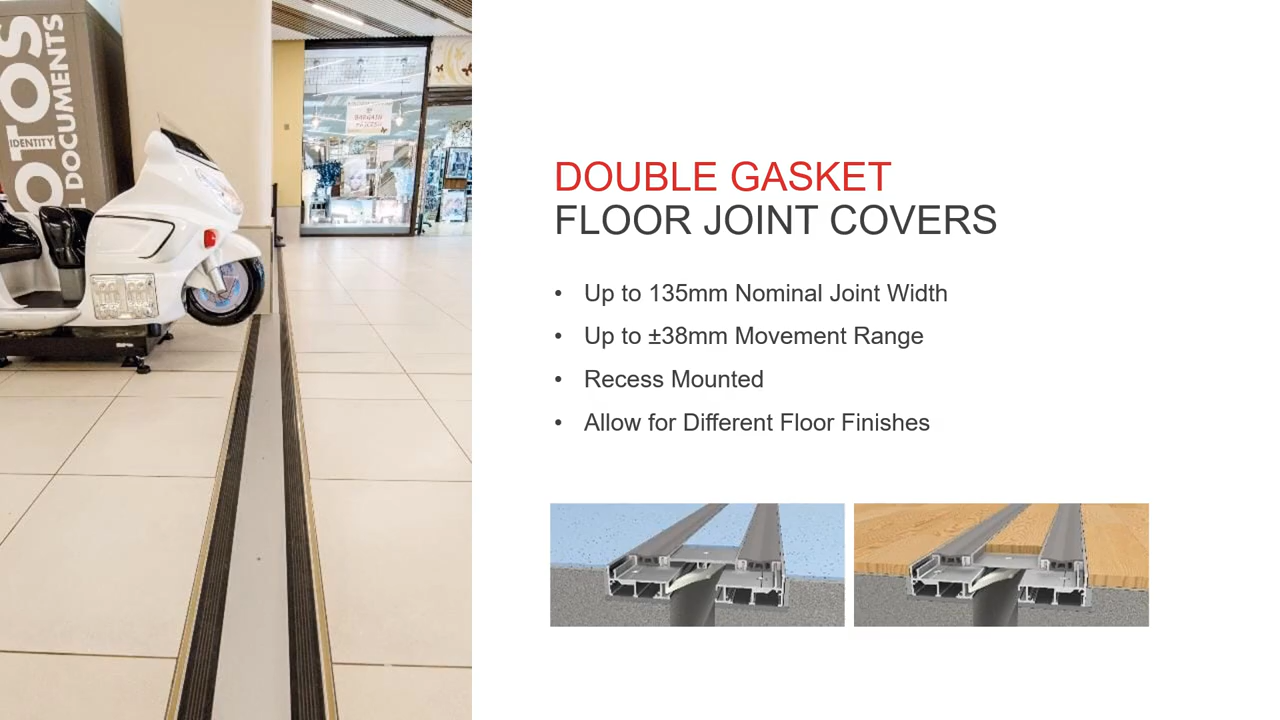 OTOS
IDENTITY
DOCUMENTS
BARGAIN
DOUBLE GASKET
FLOOR JOINT COVERS
• Up to 135mm Nominal Joint Width
• Up to ±38mm Movement Range
• Recess Mounted
• Allow for Different Floor Finishes